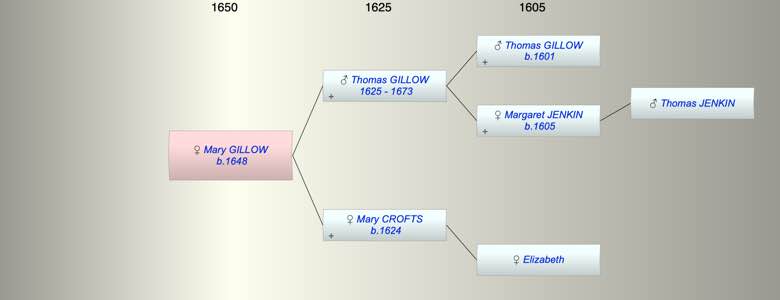 1650 1625 1605
♂ Thomas GILLOW
b.1601
+
♂ Thomas GILLOW
1625 - 1673
+
♂ Thomas JENKIN
♀ Margaret JENKIN
b.1605
+
♀ Mary GILLOW
b.1648
♀ Mary CROFTS
b.1624
+
♀ Elizabeth